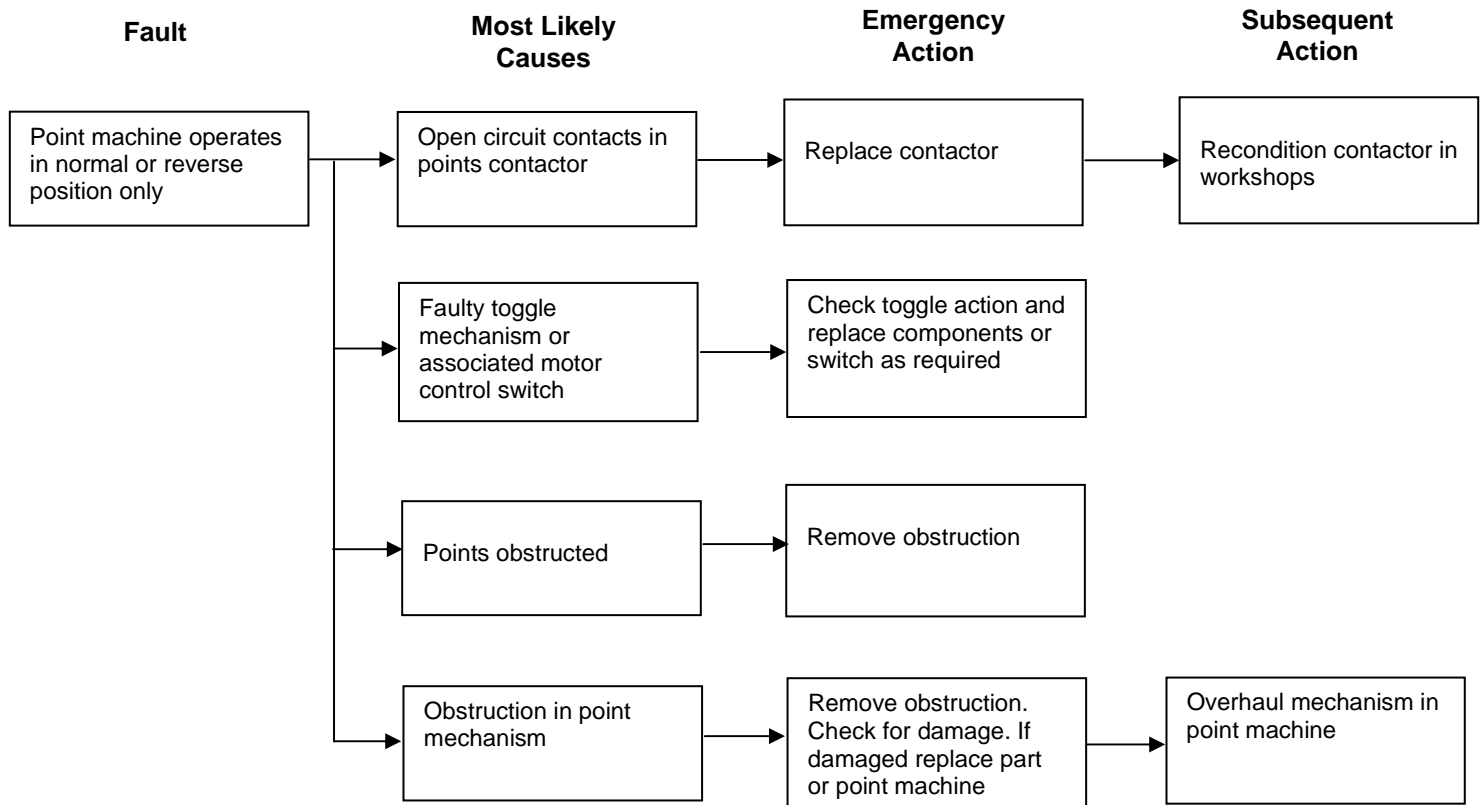 Fault
Most Likely
Causes
Emergency
Action
Subsequent
Action
Point machine operates
in normal or reverse
position only
Open circuit contacts in
points contactor
Replace contactor
Recondition contactor in
workshops
Faulty toggle
mechanism or
associated motor
control switch
Check toggle action and
replace components or
switch as required
Points obstructed
Remove obstruction
Obstruction in point
mechanism
Remove obstruction.
Check for damage. If
damaged replace part
or point machine
Overhaul mechanism in
point machine